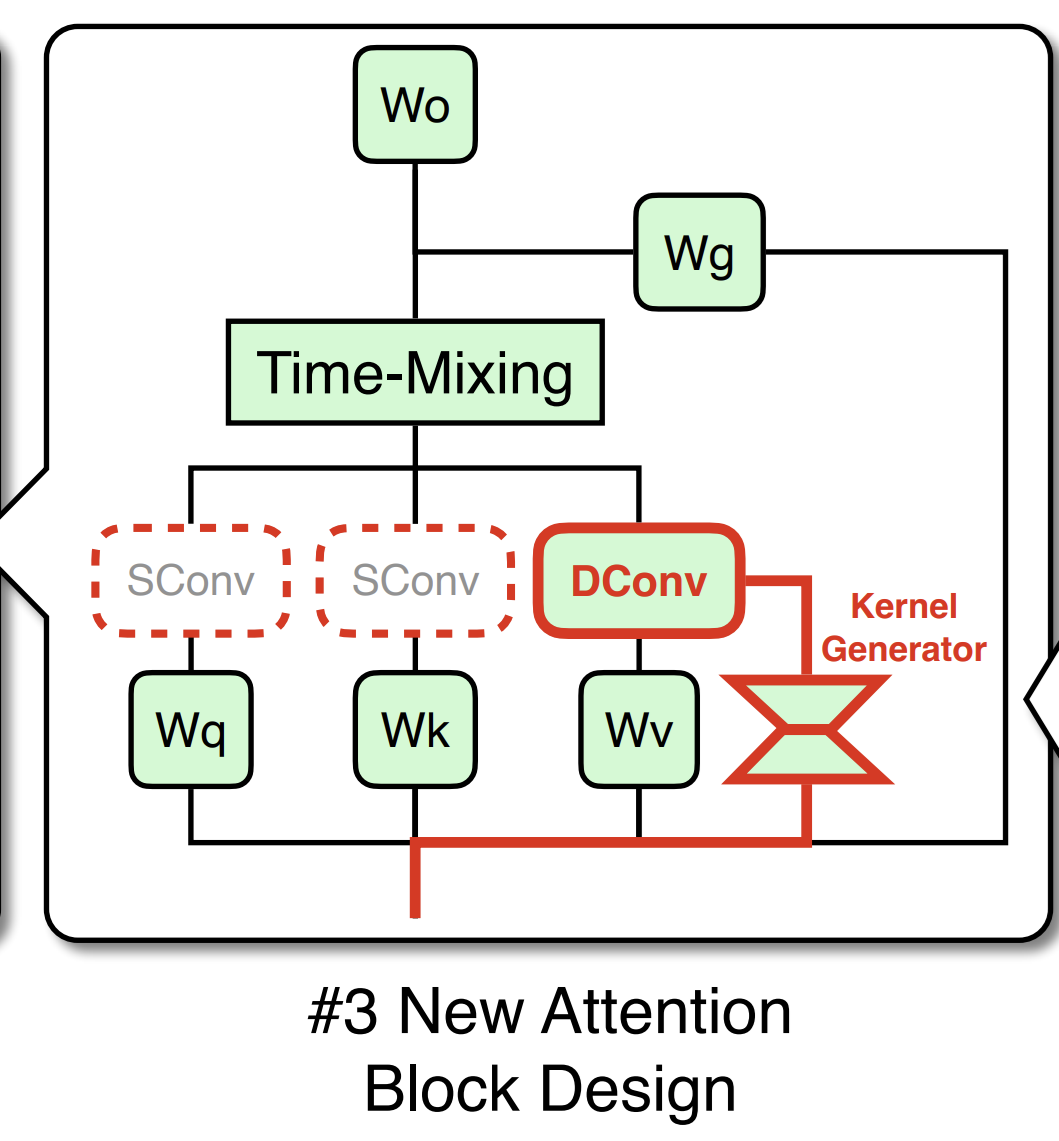 Wo
Wg
Time-Mixing
SConv
SConv
DConv
Kernel
Generator
Wq
Wk
Wv
#3 New Attention
Block Design